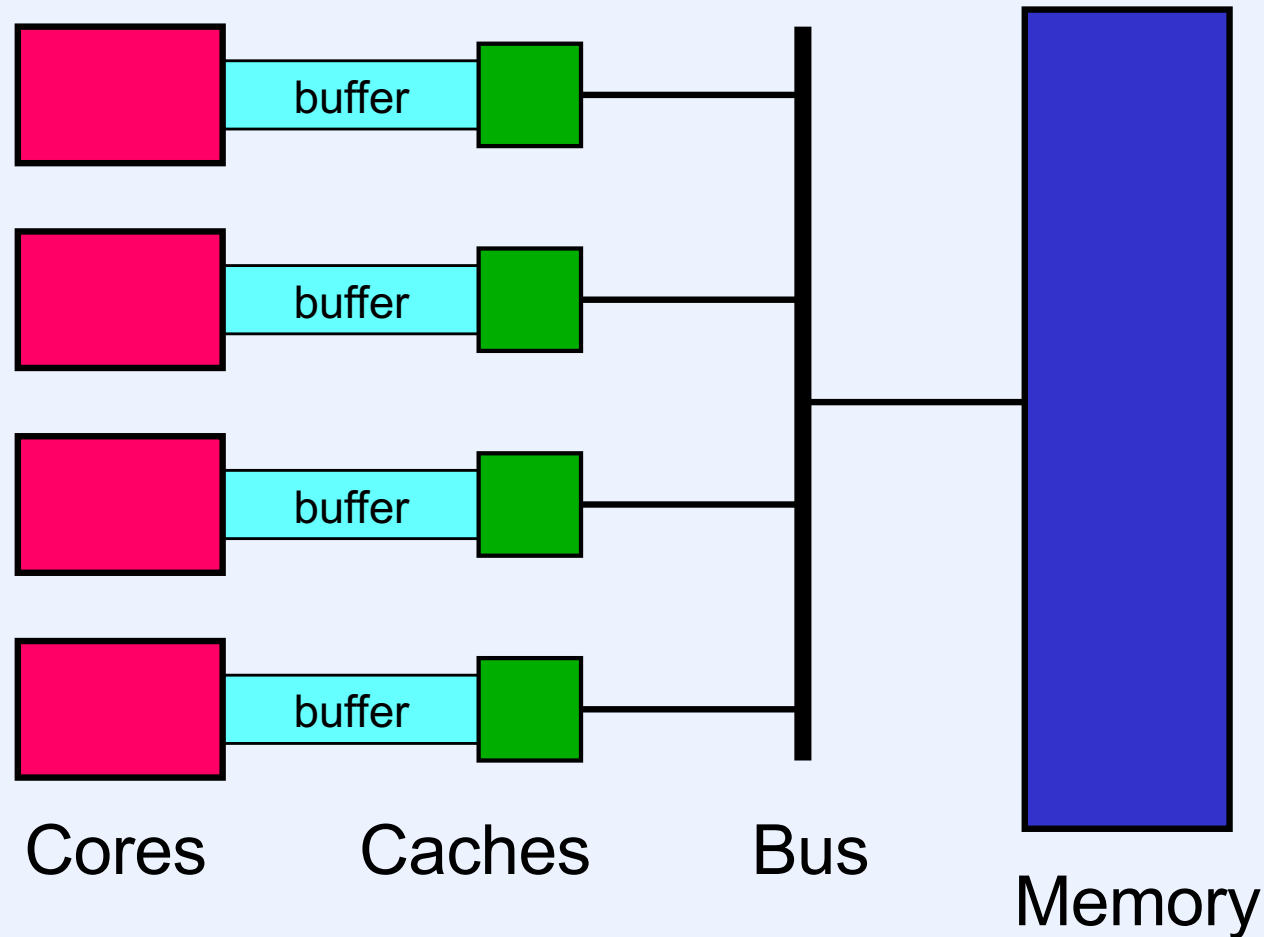 buffer
buffer
buffer
buffer
Cores
Caches
Bus
Memory